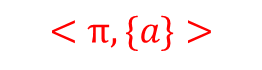 < π, {a} >